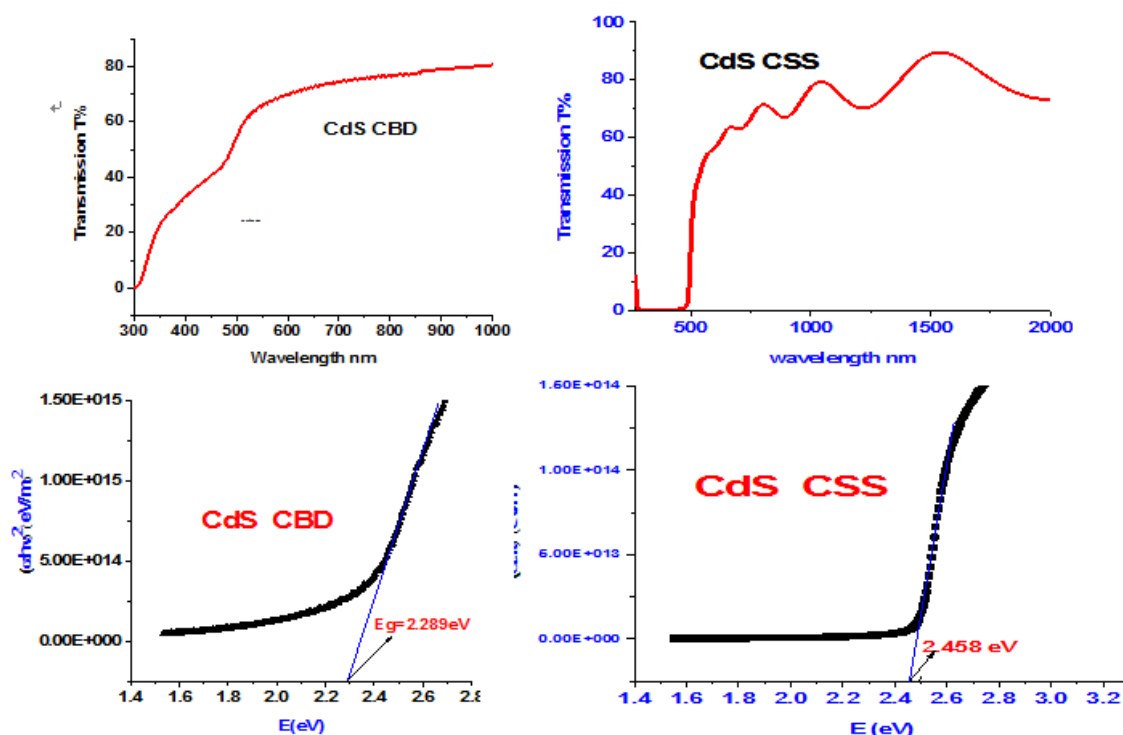 80
60
40
20
0
Transmission T%
CdS CBD
300 400 500 600 700 800 900 1000
Wavelength nm
100
80
60
40
20
0
Transmission T%
CdS CSS
500 1000 1500 2000
wavelength nm
1.50E+015
1.00E+015
5.00E+014
0.00E+000
(αhν)² (eV/m²
CdS CBD
Eg=2.289eV
1.4 1.6 1.8 2.0 2.2 2.4 2.6 2.8
E(eV)
1.50E+014
1.00E+014
5.00E+013
0.00E+000
CdS CSS
2.458 eV
1.4 1.6 1.8 2.0 2.2 2.4 2.6 2.8 3.0 3.2
E (eV)